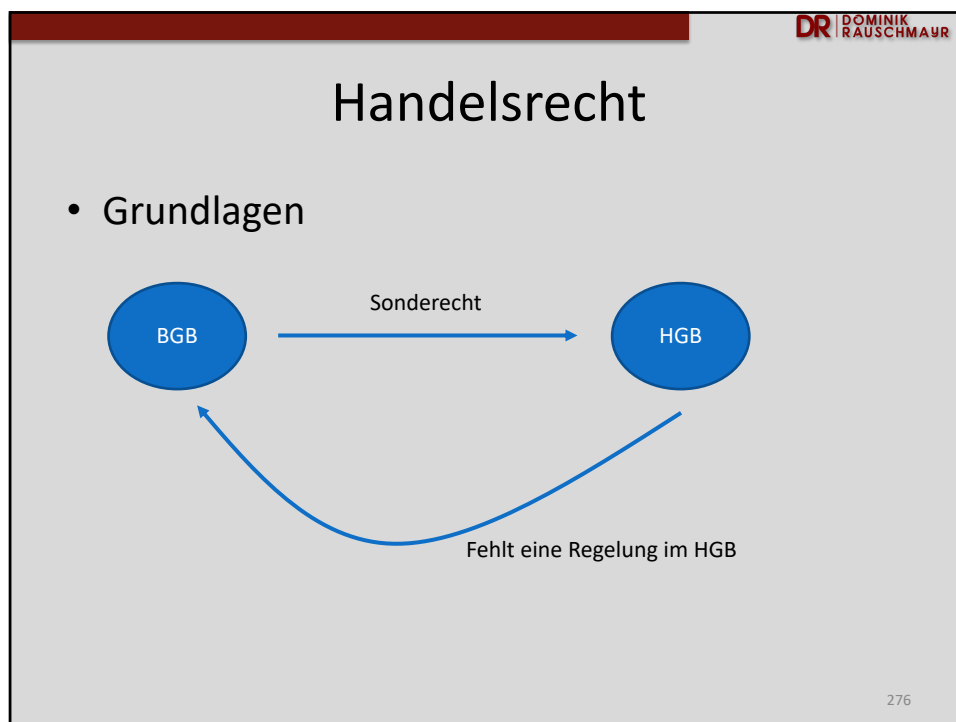 DR DOMINIK
RAUSCHMAYR
Handelsrecht
• Grundlagen
Sonderecht
BGB
HGB
Fehlt eine Regelung im HGB
276